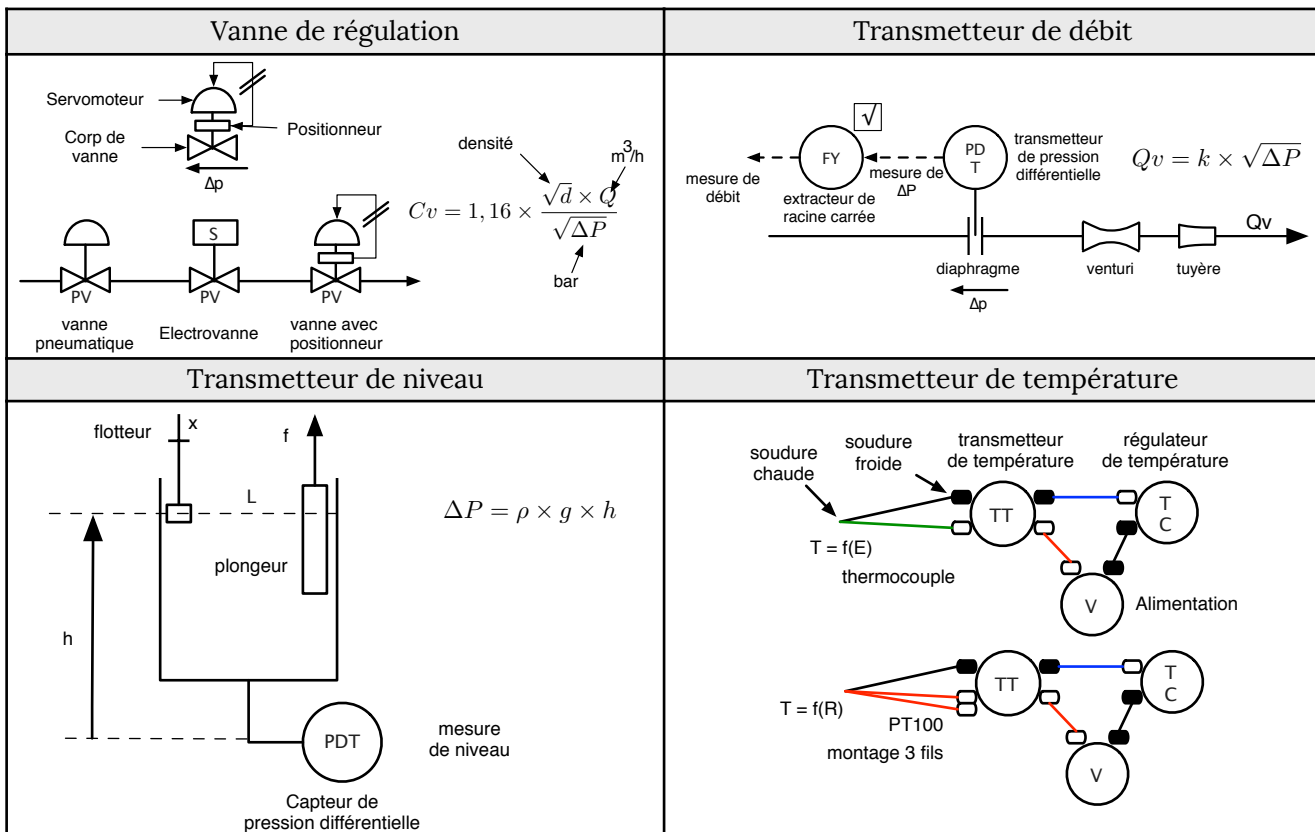 Vanne de régulation
Servomoteur
Corp de
vanne
Positionneur
Δp
densité
m³/h
Cv = 1,16 × √d × Q / √ΔP
bar
S
PV
PV
PV
vanne
pneumatique
Electrovanne
vanne avec
positionneur
Transmetteur de débit
√
FY
PD
T
transmetteur
de pression
différentielle
Qv = k × √ΔP
mesure de
débit
extracteur de
racine carrée
mesure de
ΔP
Qv
diaphragme
venturi
tuyère
Δp
Transmetteur de niveau
flotteur
x
f
L
ΔP = ρ × g × h
plongeur
h
PDT
mesure
de niveau
Capteur de
pression différentielle
Transmetteur de température
soudure
chaude
soudure
froide
transmetteur
de température
régulateur
de température
TT
T
C
T = f(E)
thermocouple
V
Alimentation
TT
T
C
T = f(R)
PT100
montage 3 fils
V